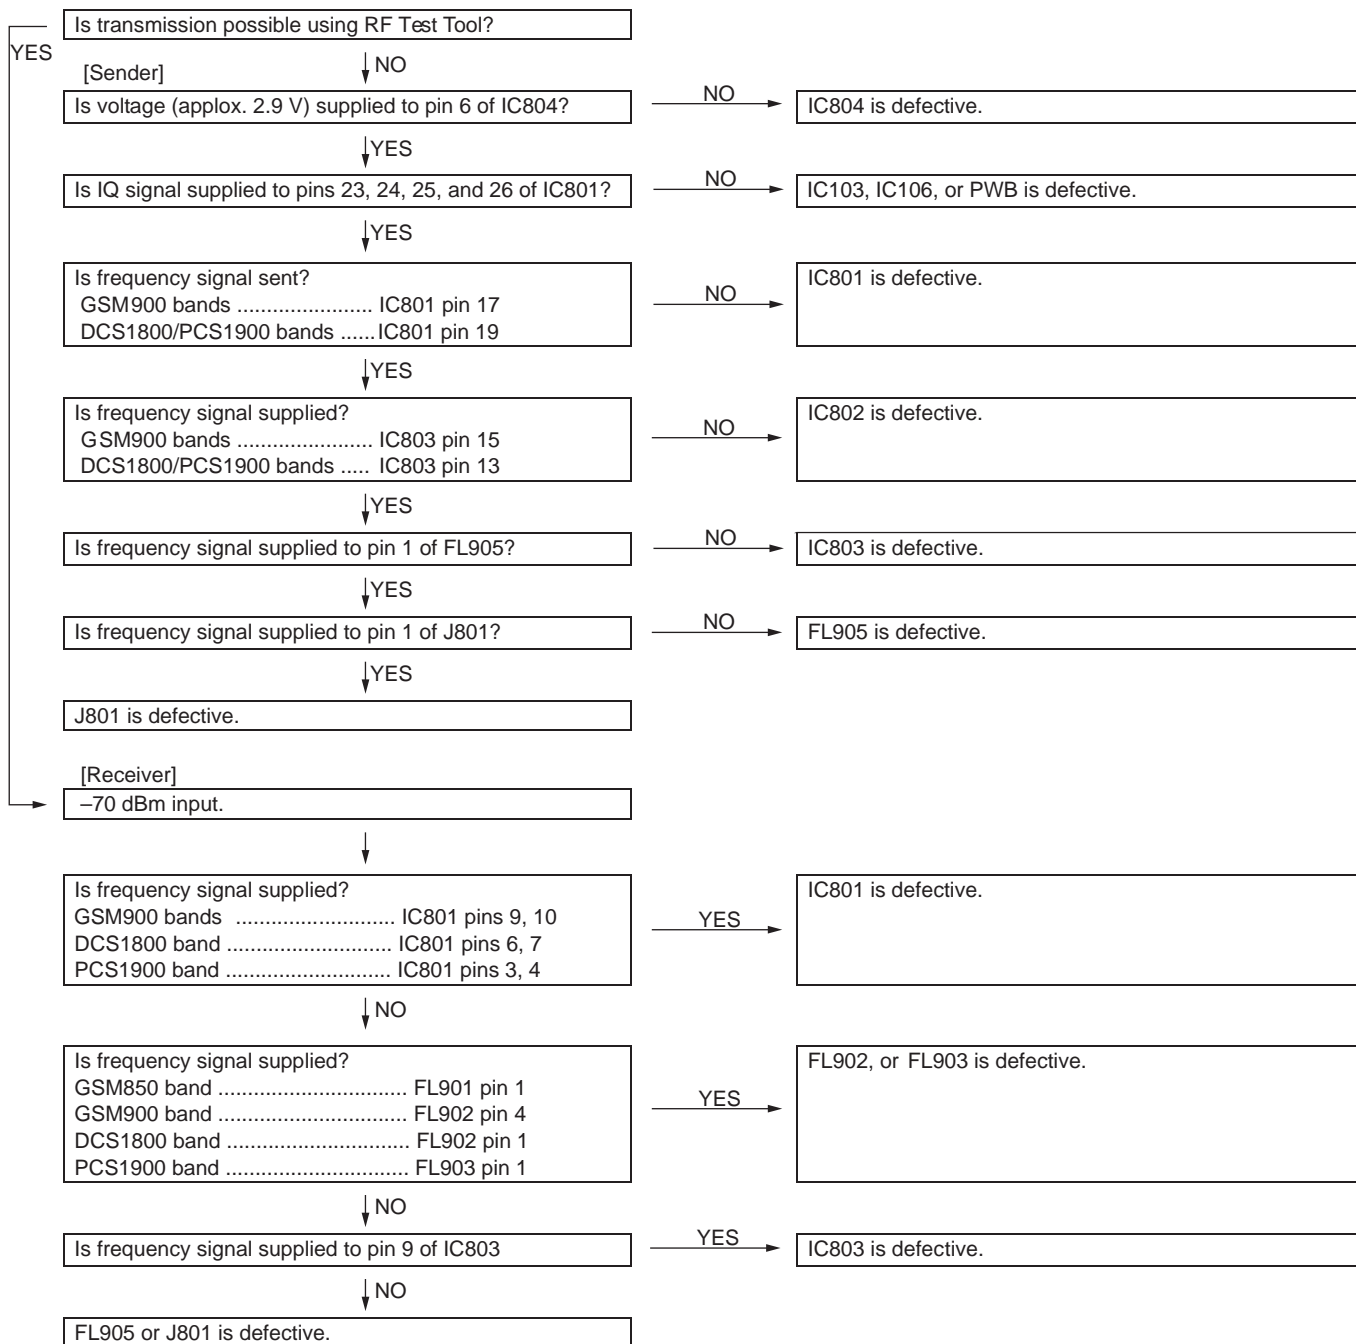 Is transmission possible using RF Test Tool?
YES
NO
[Sender]
Is voltage (applox. 2.9 V) supplied to pin 6 of IC804?
NO
IC804 is defective.
YES
Is IQ signal supplied to pins 23, 24, 25, and 26 of IC801?
NO
IC103, IC106, or PWB is defective.
YES
Is frequency signal sent?
GSM900 bands ........................ IC801 pin 17
DCS1800/PCS1900 bands ......IC801 pin 19
NO
IC801 is defective.
YES
Is frequency signal supplied?
GSM900 bands ....................... IC803 pin 15
DCS1800/PCS1900 bands ..... IC803 pin 13
NO
IC802 is defective.
YES
Is frequency signal supplied to pin 1 of FL905?
NO
IC803 is defective.
YES
Is frequency signal supplied to pin 1 of J801?
NO
FL905 is defective.
YES
J801 is defective.
[Receiver]
–70 dBm input.
Is frequency signal supplied?
GSM900 bands ........................... IC801 pins 9, 10
DCS1800 band ............................ IC801 pins 6, 7
PCS1900 band ............................ IC801 pins 3, 4
YES
IC801 is defective.
NO
Is frequency signal supplied?
GSM850 band ................................ FL901 pin 1
GSM900 band ................................ FL902 pin 4
DCS1800 band ............................... FL902 pin 1
PCS1900 band ............................... FL903 pin 1
YES
FL902, or FL903 is defective.
NO
Is frequency signal supplied to pin 9 of IC803
YES
IC803 is defective.
NO
FL905 or J801 is defective.